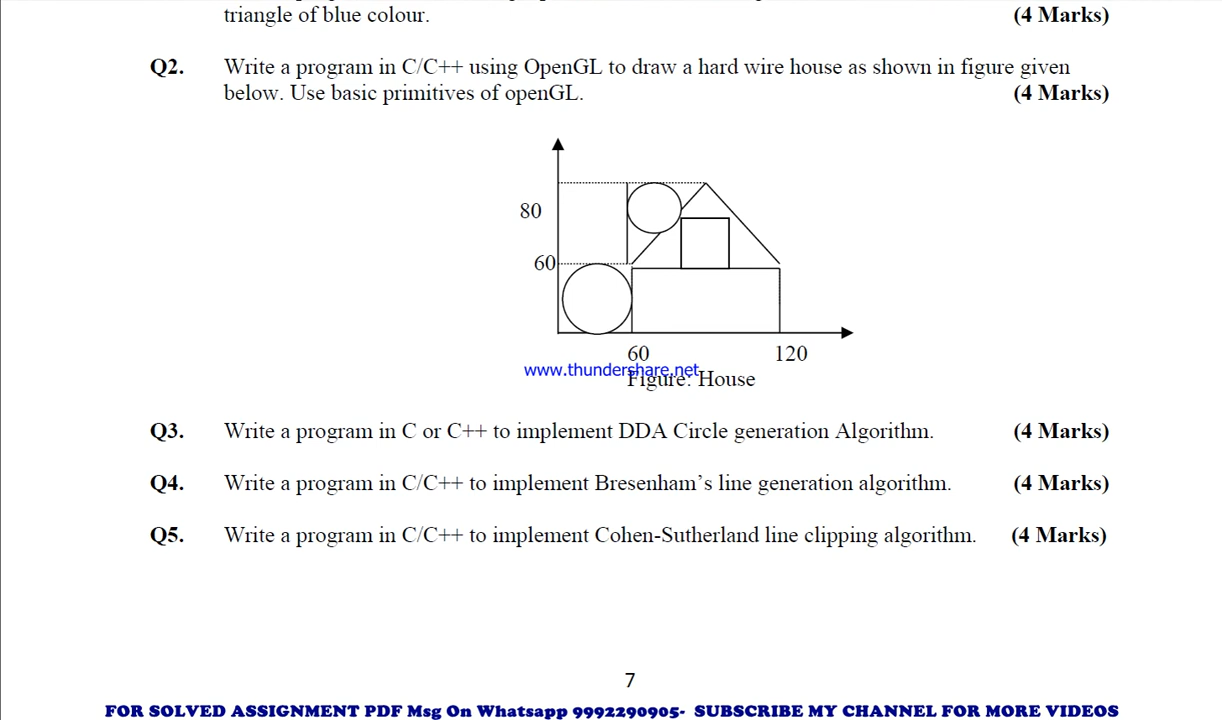 triangle of blue colour. (4 Marks)
Q2. Write a program in C/C++ using OpenGL to draw a hard wire house as shown in figure given
below. Use basic primitives of openGL. (4 Marks)
80
60
60 120
www.thundershare.net
Figure: House
Q3. Write a program in C or C++ to implement DDA Circle generation Algorithm. (4 Marks)
Q4. Write a program in C/C++ to implement Bresenham's line generation algorithm. (4 Marks)
Q5. Write a program in C/C++ to implement Cohen-Sutherland line clipping algorithm. (4 Marks)
7
FOR SOLVED ASSIGNMENT PDF Msg On Whatsapp 9992290905- SUBSCRIBE MY CHANNEL FOR MORE VIDEOS